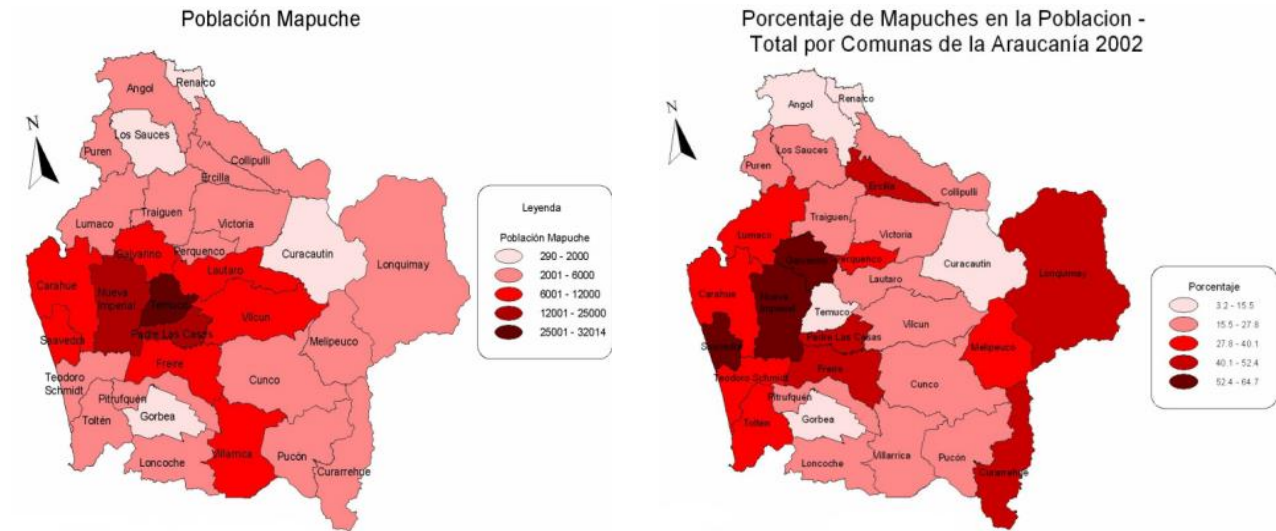 Población Mapuche
N
Angol
Renaico
Los Sauces
Puren
Collipulli
Ercilla
Lumaco
Traiguen
Victoria
Curacautín
Lonquimay
Galvarino
Perquenco
Lautaro
Carahue
Nueva
Imperial
Temuco
Vilcun
Padre Las Casas
Saavedra
Melipeuco
Freire
Cunco
Teodoro
Schmidt
Pitrufquén
Toltén
Gorbea
Villarrica
Pucón
Loncoche
Curarrehue
Leyenda
Población Mapuche
290 - 2000
2001 - 6000
6001 - 12000
12001 - 25000
25001 - 32014
Porcentaje de Mapuches en la Poblacion -
Total por Comunas de la Araucanía 2002
N
Angol
Renaico
Los Sauces
Puren
Ercilla
Collipulli
Lumaco
Traiguen
Victoria
Curacautín
Lonquimay
Galvarino
Perquenco
Lautaro
Carahue
Nueva
Imperial
Temuco
Vilcun
Padre Las Casas
Saavedra
Melipeuco
Freire
Cunco
Teodoro Schmidt
Pitrufquén
Toltén
Gorbea
Villarrica
Pucón
Loncoche
Curarrehue
Porcentaje
3.2 - 15.5
15.5 - 27.8
27.8 - 40.1
40.1 - 52.4
52.4 - 64.7